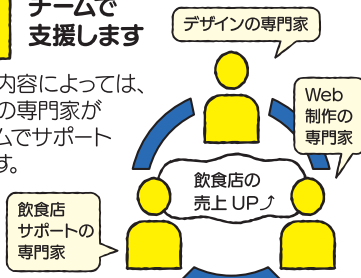 チームで
支援します
内容によっては、
の専門家が
ムでサポート
す。
デザインの専門家
Web
制作の
専門家
飲食店の
売上UP⤴
飲食店
サポートの
専門家